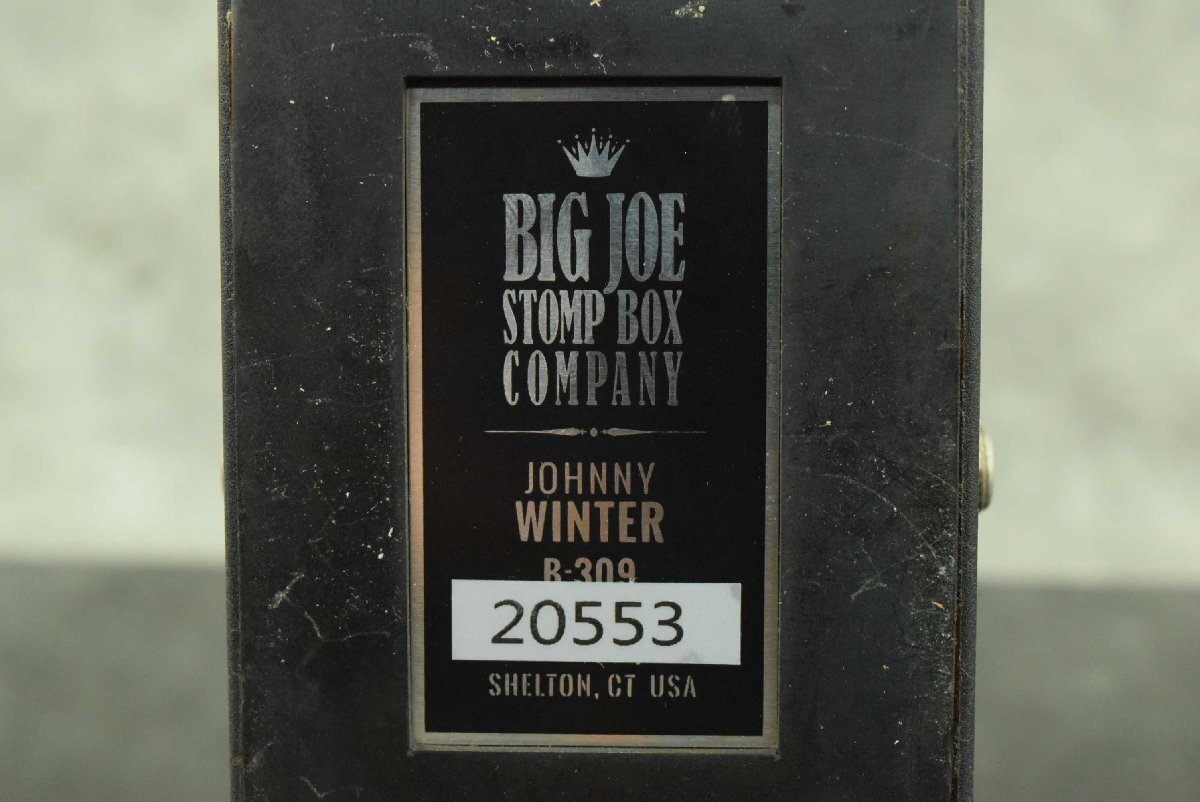 BIG JOE
STOMP BOX
COMPANY
JOHNNY
WINTER
B-309
20553
SHELTON, CT USA